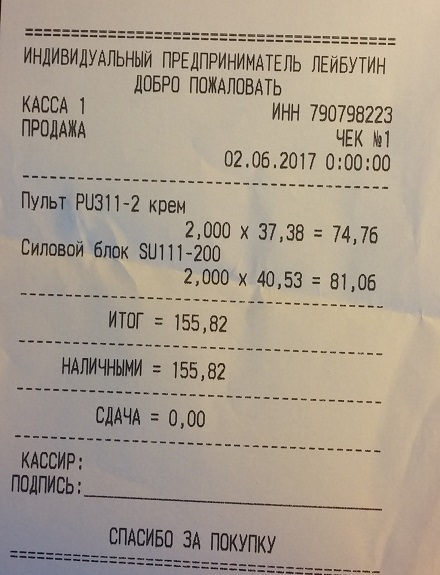 ИНДИВИДУАЛЬНЫЙ ПРЕДПРИНИМАТЕЛЬ ЛЕЙБУТИН
ДОБРО ПОЖАЛОВАТЬ
КАССА 1 ИНН 790798223
ПРОДАЖА ЧЕК №1
02.06.2017 0:00:00
Пульт PU311-2 крем
2,000 x 37,38 = 74,76
Силовой блок SU111-200
2,000 x 40,53 = 81,06
ИТОГ = 155,82
НАЛИЧНЫМИ = 155,82
СДАЧА = 0,00
КАССИР:
ПОДПИСЬ:
СПАСИБО ЗА ПОКУПКУ